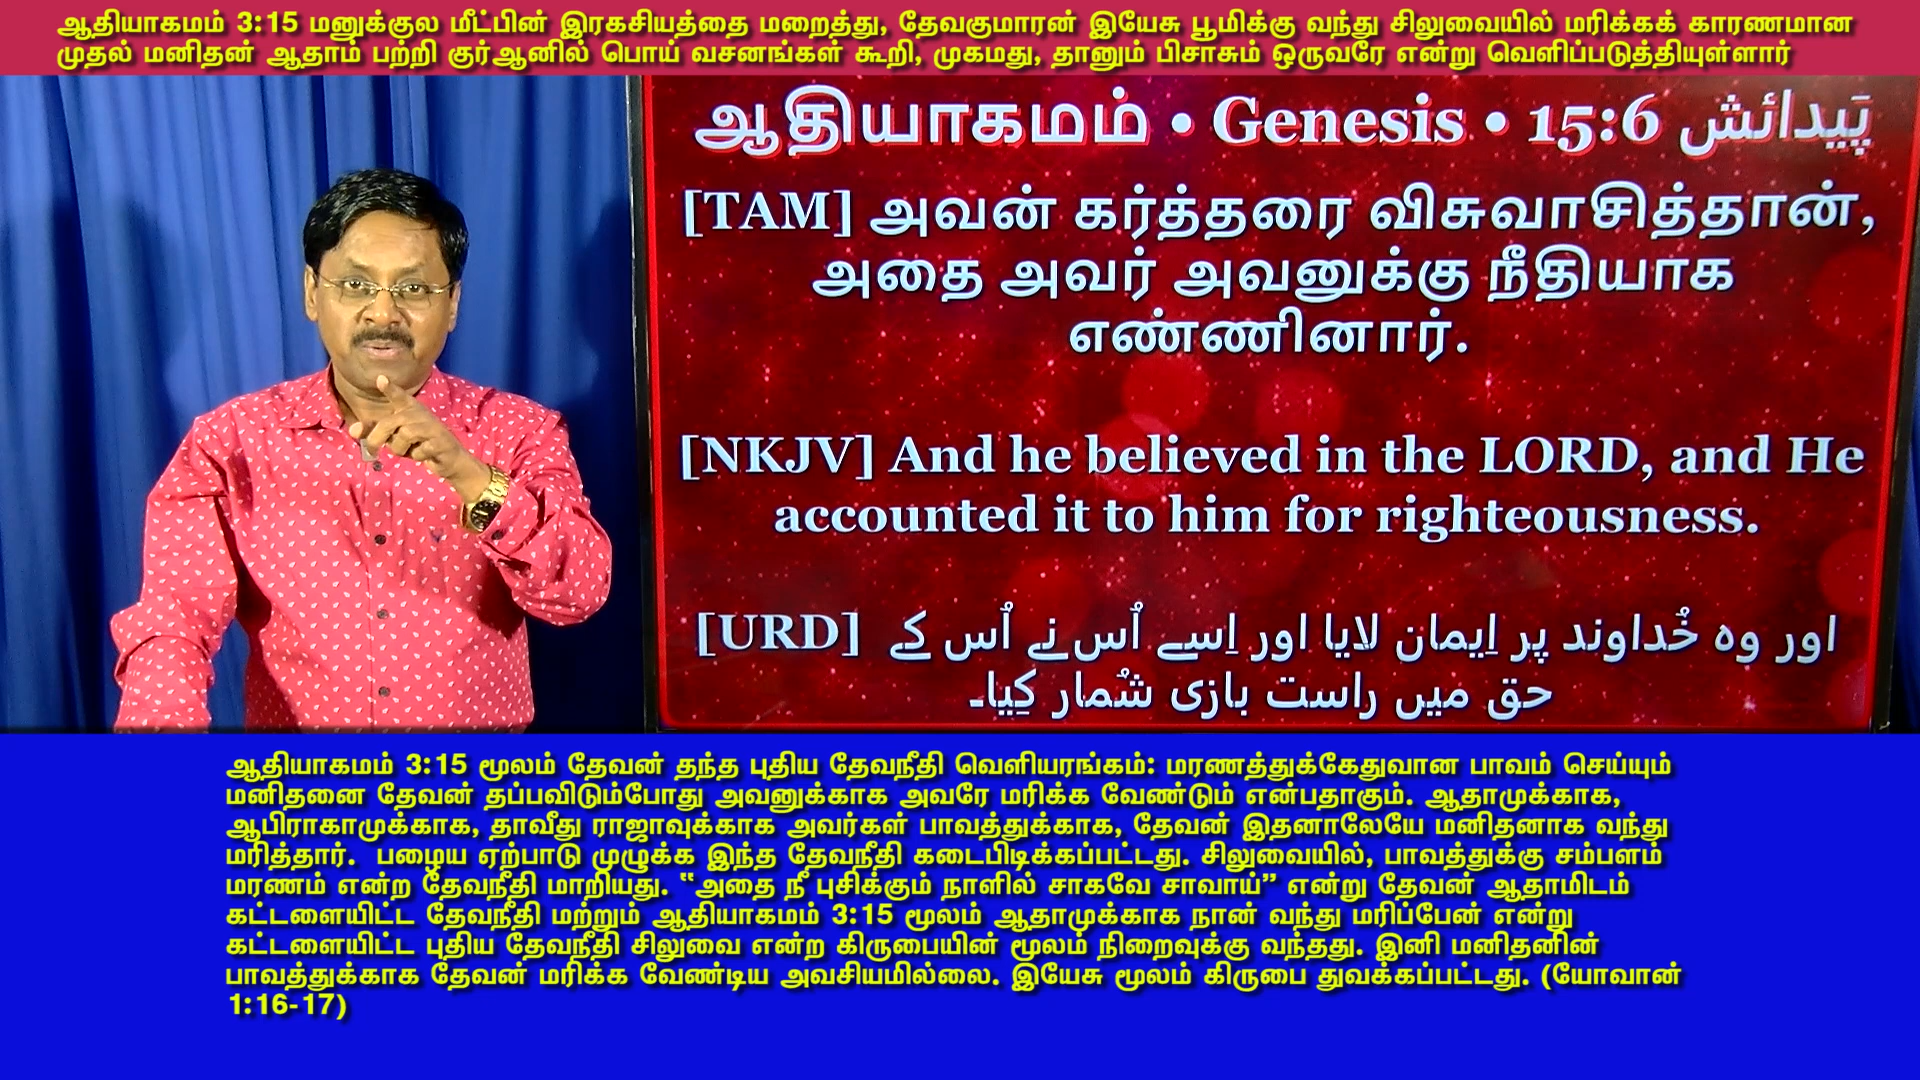 ஆதியாகமம் 3:15 மனுக்குல மீட்பின் இரகசியத்தை மறைத்து, தேவகுமாரன் இயேசு பூமிக்கு வந்து சிலுவையில் மரிக்கக் காரணமான
முதல் மனிதன் ஆதாம் பற்றி குர்ஆனில் பொய் வசனங்கள் கூறி, முகமது, தானும் பிசாசும் ஒருவரே என்று வெளிப்படுத்தியுள்ளார்
ஆதியாகமம் • Genesis • 15:6 پَیدائش
[TAM] அவன் கர்த்தரை விசுவாசித்தான்,
அதை அவர் அவனுக்கு நீதியாக
எண்ணினார்.
[NKJV] And he believed in the LORD, and He
accounted it to him for righteousness.
[URD] اور وہ خُداوند پر اِیمان لایا اور اِسے اُس نے اُس کے
حق میں راست بازی شُمار کِیا۔
ஆதியாகமம் 3:15 மூலம் தேவன் தந்த புதிய தேவநீதி வெளியரங்கம்: மரணத்துக்கேதுவான பாவம் செய்யும்
மனிதனை தேவன் தப்பவிடும்போது அவனுக்காக அவரே மரிக்க வேண்டும் என்பதாகும். ஆதாமுக்காக,
ஆபிராகாமுக்காக, தாவீது ராஜாவுக்காக அவர்கள் பாவத்துக்காக, தேவன் இதனாலேயே மனிதனாக வந்து
மரித்தார். பழைய ஏற்பாடு முழுக்க இந்த தேவநீதி கடைபிடிக்கப்பட்டது. சிலுவையில், பாவத்துக்கு சம்பளம்
மரணம் என்ற தேவநீதி மாறியது. “அதை நீ புசிக்கும் நாளில் சாகவே சாவாய்” என்று தேவன் ஆதாமிடம்
கட்டளையிட்ட தேவநீதி மற்றும் ஆதியாகமம் 3:15 மூலம் ஆதாமுக்காக நான் வந்து மரிப்பேன் என்று
கட்டளையிட்ட புதிய தேவநீதி சிலுவை என்ற கிருபையின் மூலம் நிறைவுக்கு வந்தது. இனி மனிதனின்
பாவத்துக்காக தேவன் மரிக்க வேண்டிய அவசியமில்லை. இயேசு மூலம் கிருபை துவக்கப்பட்டது. (யோவான்
1:16-17)